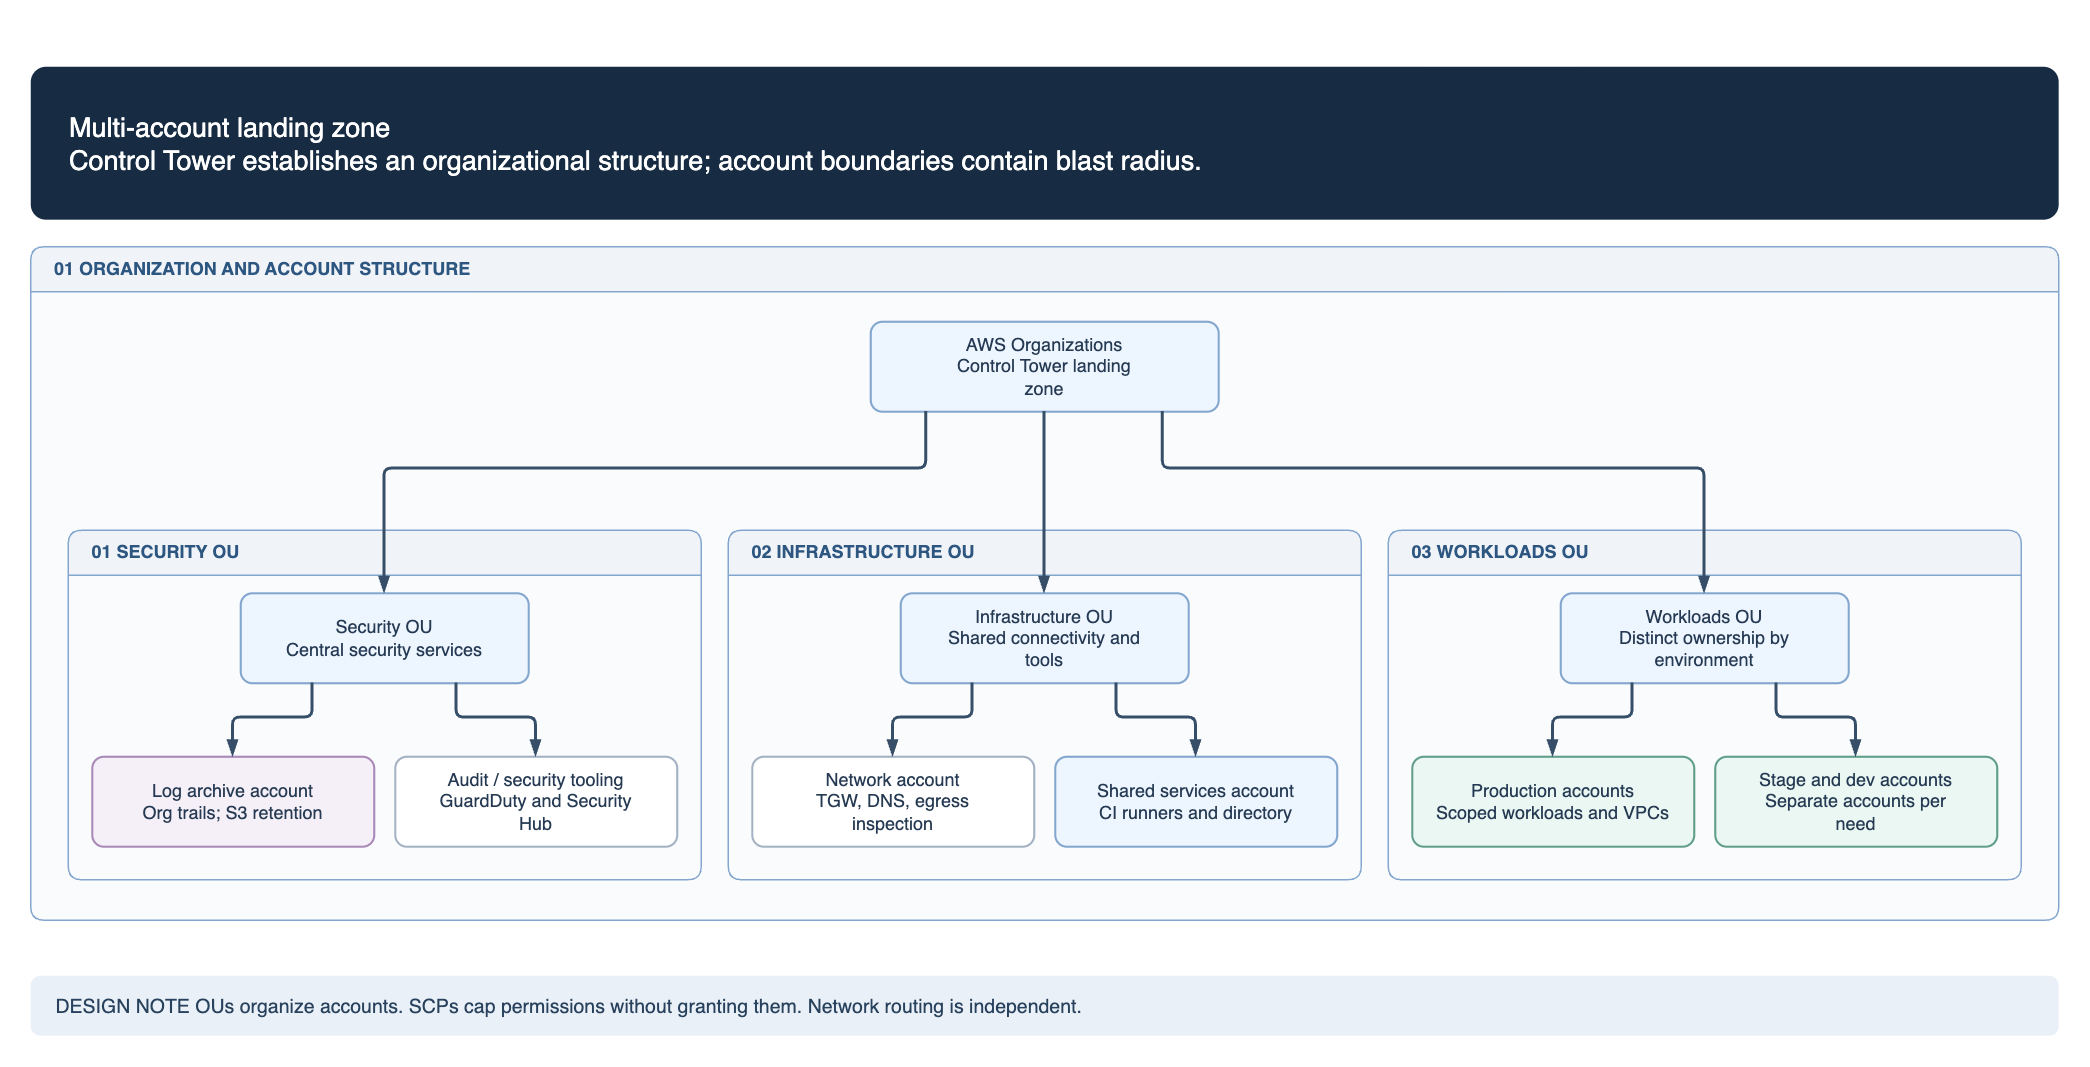 Multi-account landing zone
Control Tower establishes an organizational structure; account boundaries contain blast radius.
01 ORGANIZATION AND ACCOUNT STRUCTURE
AWS Organizations
Control Tower landing
zone
01 SECURITY OU
Security OU
Central security services
Log archive account
Org trails; S3 retention
Audit / security tooling
GuardDuty and Security
Hub
02 INFRASTRUCTURE OU
Infrastructure OU
Shared connectivity and
tools
Network account
TGW, DNS, egress
inspection
Shared services account
CI runners and directory
03 WORKLOADS OU
Workloads OU
Distinct ownership by
environment
Production accounts
Scoped workloads and VPCs
Stage and dev accounts
Separate accounts per
need
DESIGN NOTE OUs organize accounts. SCPs cap permissions without granting them. Network routing is independent.